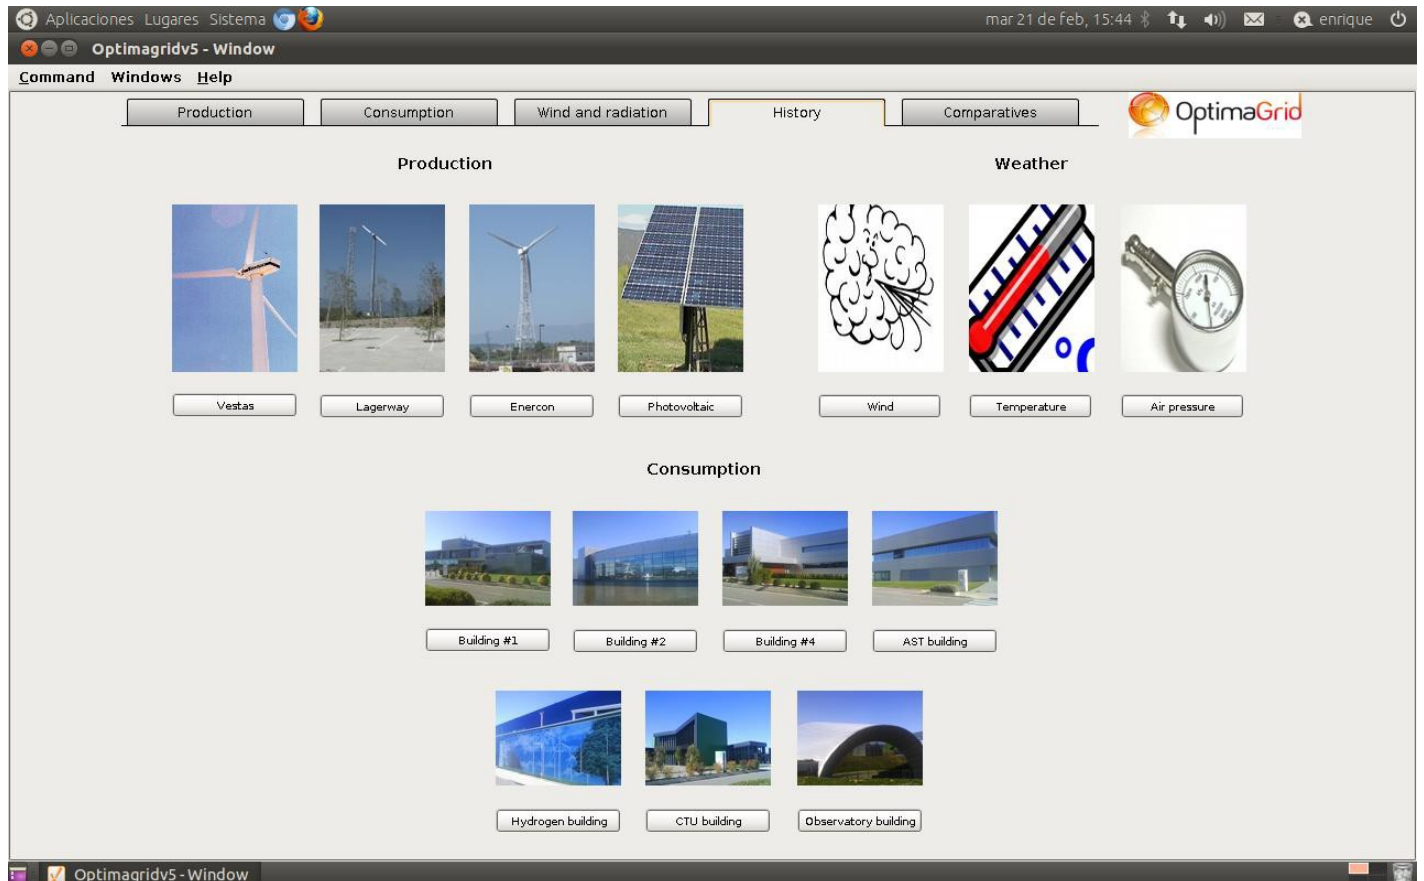 Aplicaciones Lugares Sistema mar 21 de feb, 15:44 enrique
Optimagridv5 - Window
Command Windows Help
Production Consumption Wind and radiation History Comparatives OptimaGrid
Production Weather
Vestas Lagerway Enercon Photovoltaic Wind Temperature Air pressure
°C
Consumption
Building #1 Building #2 Building #4 AST building
Hydrogen building CTU building Observatory building
Optimagridv5 - Window